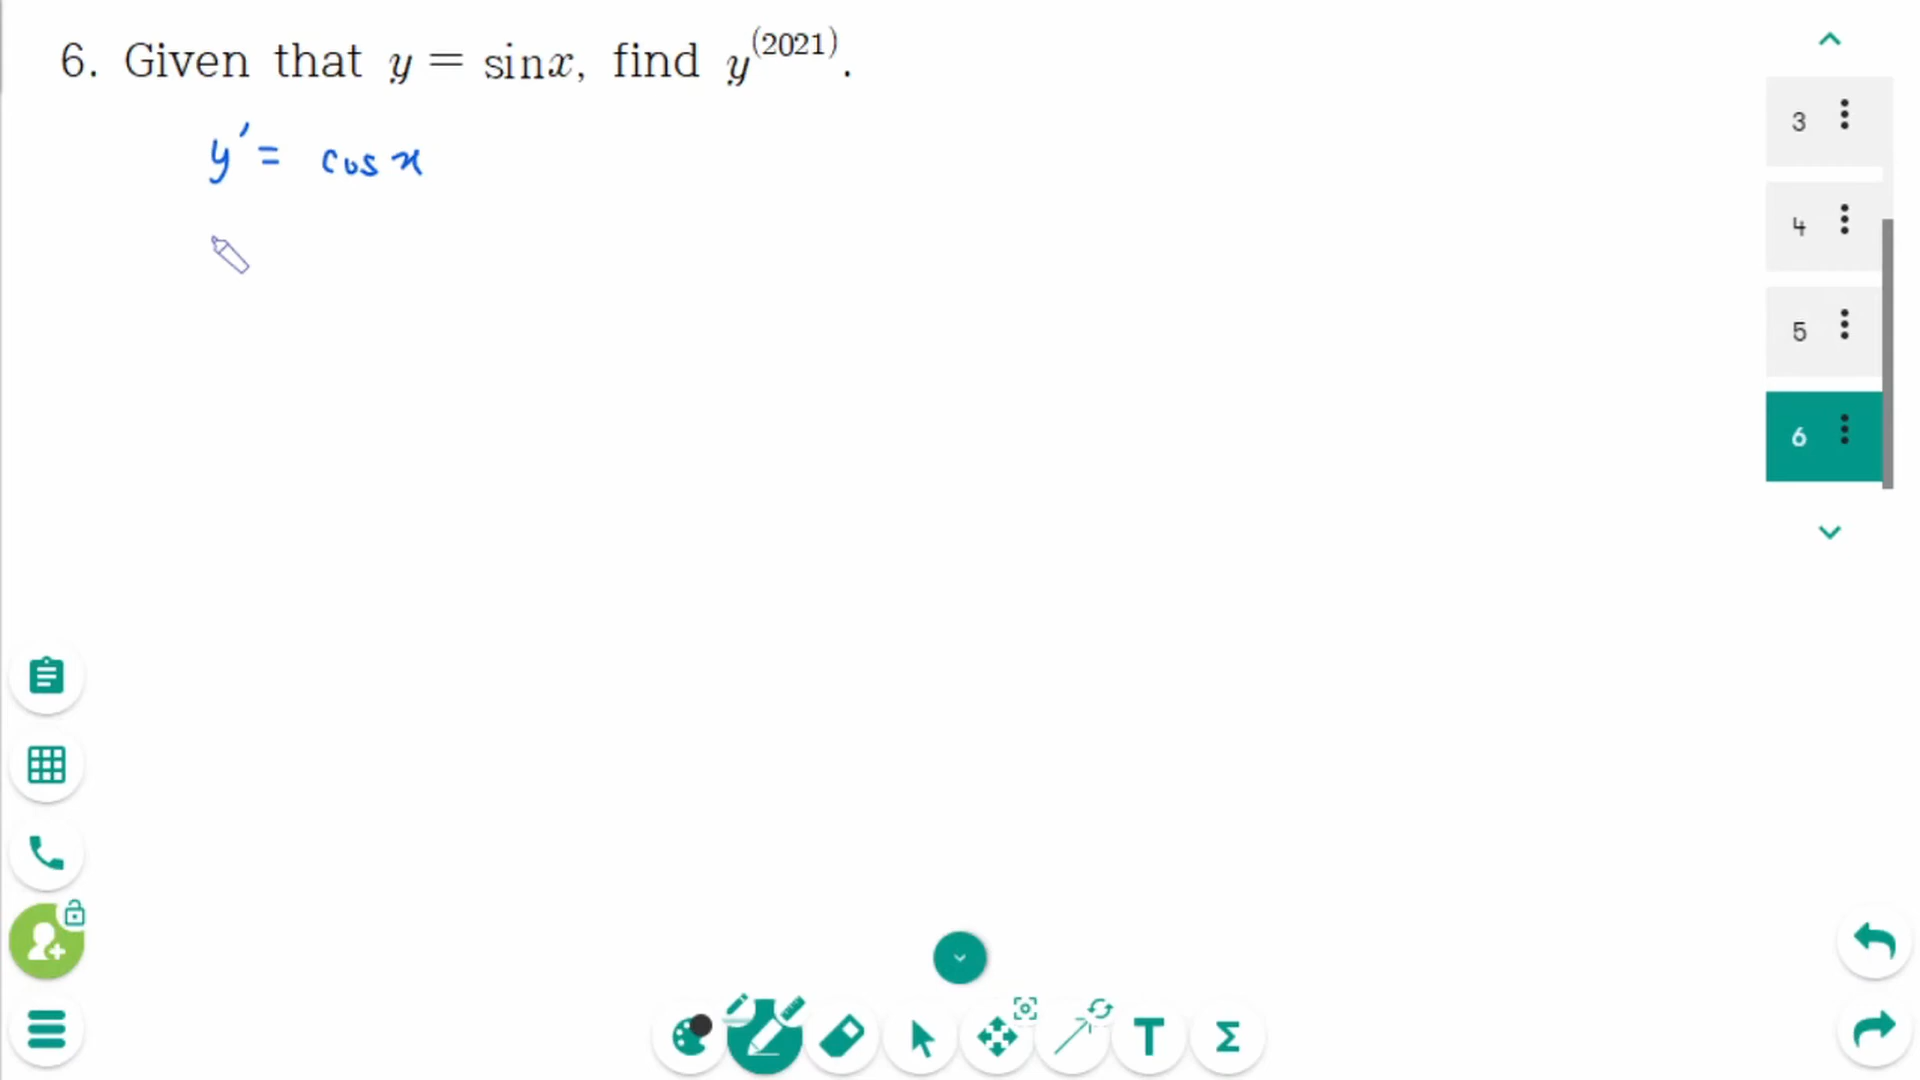 6. Given that y = sinx, find y^(2021).
y' = cos x
3
4
5
6
T
Σ